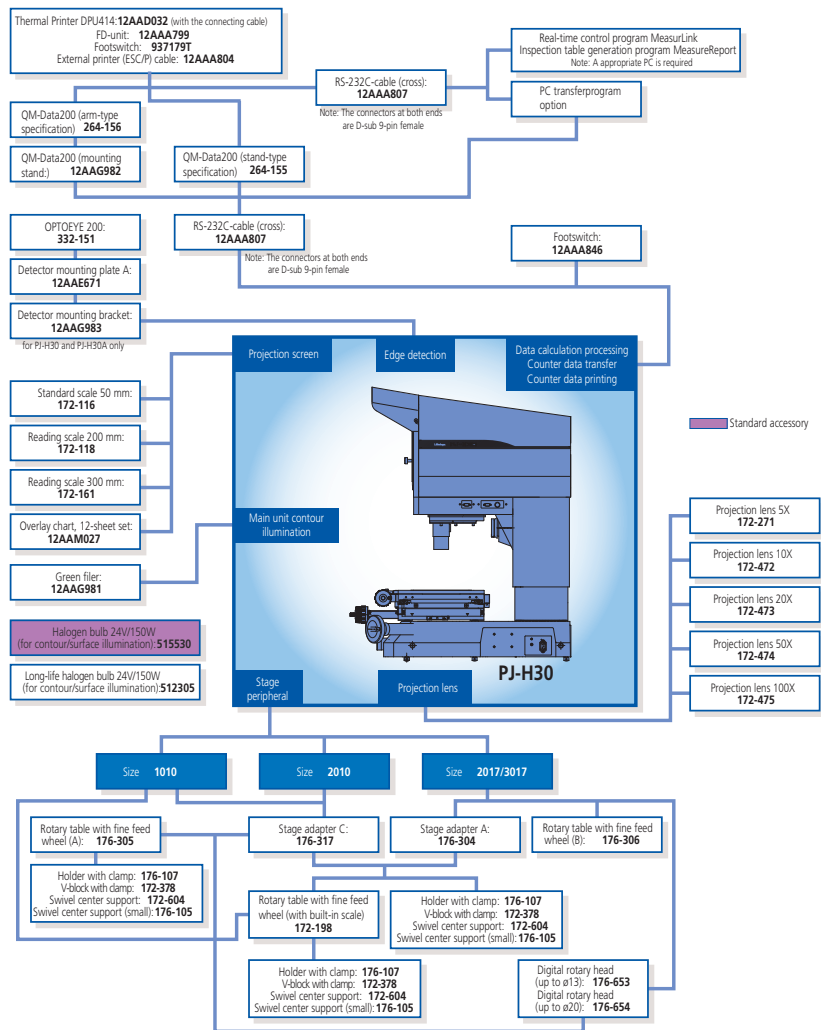 Thermal Printer DPU414:12AAD032 (with the connecting cable)
FD-unit: 12AAA799
Footswitch: 937179T
External printer (ESC/P) cable: 12AAA804
RS-232C-cable (cross):
12AAA807
Note: The connectors at both ends
are D-sub 9-pin female
Real-time control program MeasurLink
Inspection table generation program MeasureReport
Note: A appropriate PC is required
PC transferprogram
option
QM-Data200 (arm-type
specification) 264-156
QM-Data200 (mounting
stand:) 12AAG982
QM-Data200 (stand-type
specification) 264-155
OPTOEYE 200:
332-151
Detector mounting plate A:
12AAE671
Detector mounting bracket:
12AAG983
for PJ-H30 and PJ-H30A only
RS-232C-cable (cross):
12AAA807
Note: The connectors at both ends
are D-sub 9-pin female
Footswitch:
12AAA846
Projection screen
Edge detection
Data calculation processing
Counter data transfer
Counter data printing
Standard scale 50 mm:
172-116
Reading scale 200 mm:
172-118
Reading scale 300 mm:
172-161
Overlay chart, 12-sheet set:
12AAM027
Green filer:
12AAG981
Halogen bulb 24V/150W
(for contour/surface illumination):515530
Long-life halogen bulb 24V/150W
(for contour/surface illumination):512305
Main unit contour
illumination
Standard accessory
Projection lens 5X
172-271
Projection lens 10X
172-472
Projection lens 20X
172-473
Projection lens 50X
172-474
Projection lens 100X
172-475
PJ-H30
Stage
peripheral
Projection lens
Size 1010
Size 2010
Size 2017/3017
Rotary table with fine feed
wheel (A): 176-305
Stage adapter C:
176-317
Stage adapter A:
176-304
Rotary table with fine feed
wheel (B): 176-306
Holder with clamp: 176-107
V-block with clamp: 172-378
Swivel center support: 172-604
Swivel center support (small):176-105
Rotary table with fine feed
wheel (with built-in scale)
172-198
Holder with clamp: 176-107
V-block with clamp: 172-378
Swivel center support: 172-604
Swivel center support (small):176-105
Holder with clamp: 176-107
V-block with clamp: 172-378
Swivel center support: 172-604
Swivel center support (small): 176-105
Digital rotary head
(up to ø13): 176-653
Digital rotary head
(up to ø20): 176-654